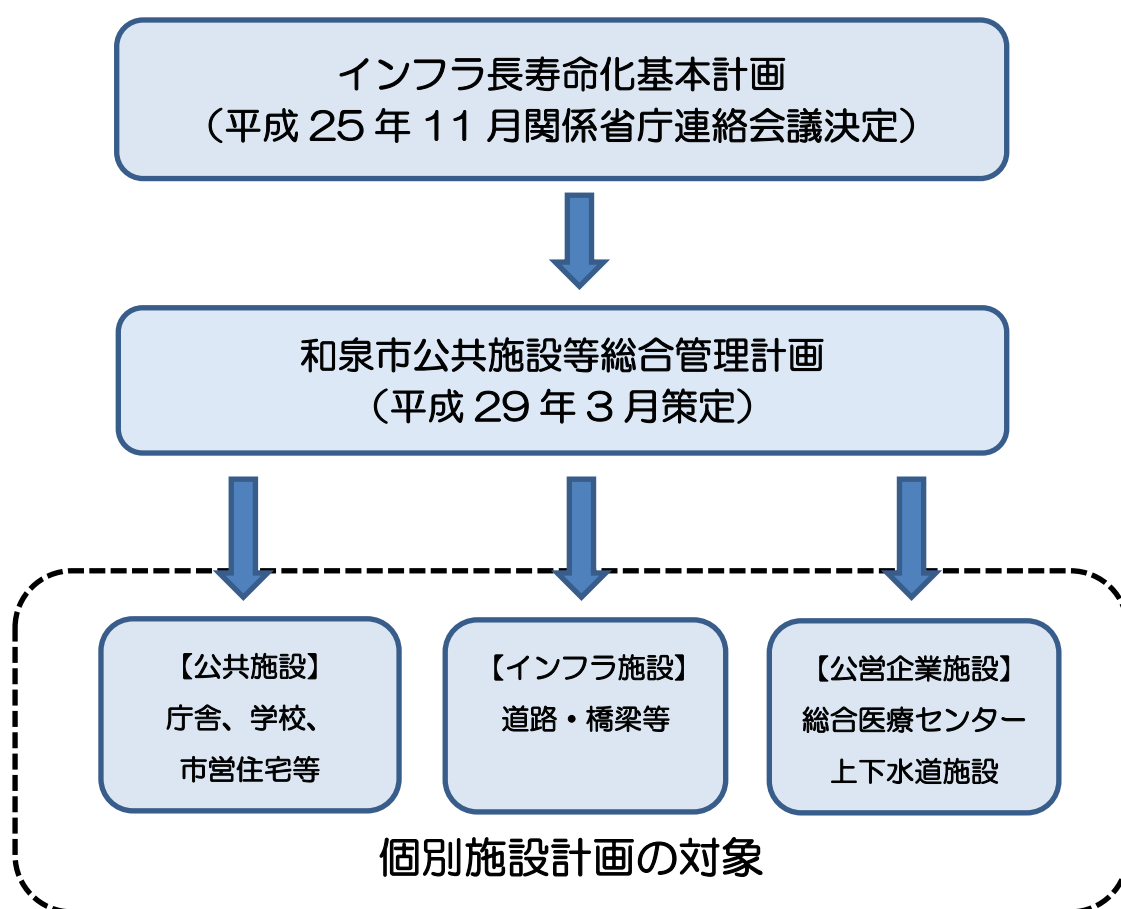 インフラ長寿命化基本計画
（平成 25 年 11 月関係省庁連絡会議決定）
和泉市公共施設等総合管理計画
（平成 29 年 3 月策定）
【公共施設】
庁舎、学校、
市営住宅等
【インフラ施設】
道路・橋梁等
【公営企業施設】
総合医療センター
上下水道施設
個別施設計画の対象